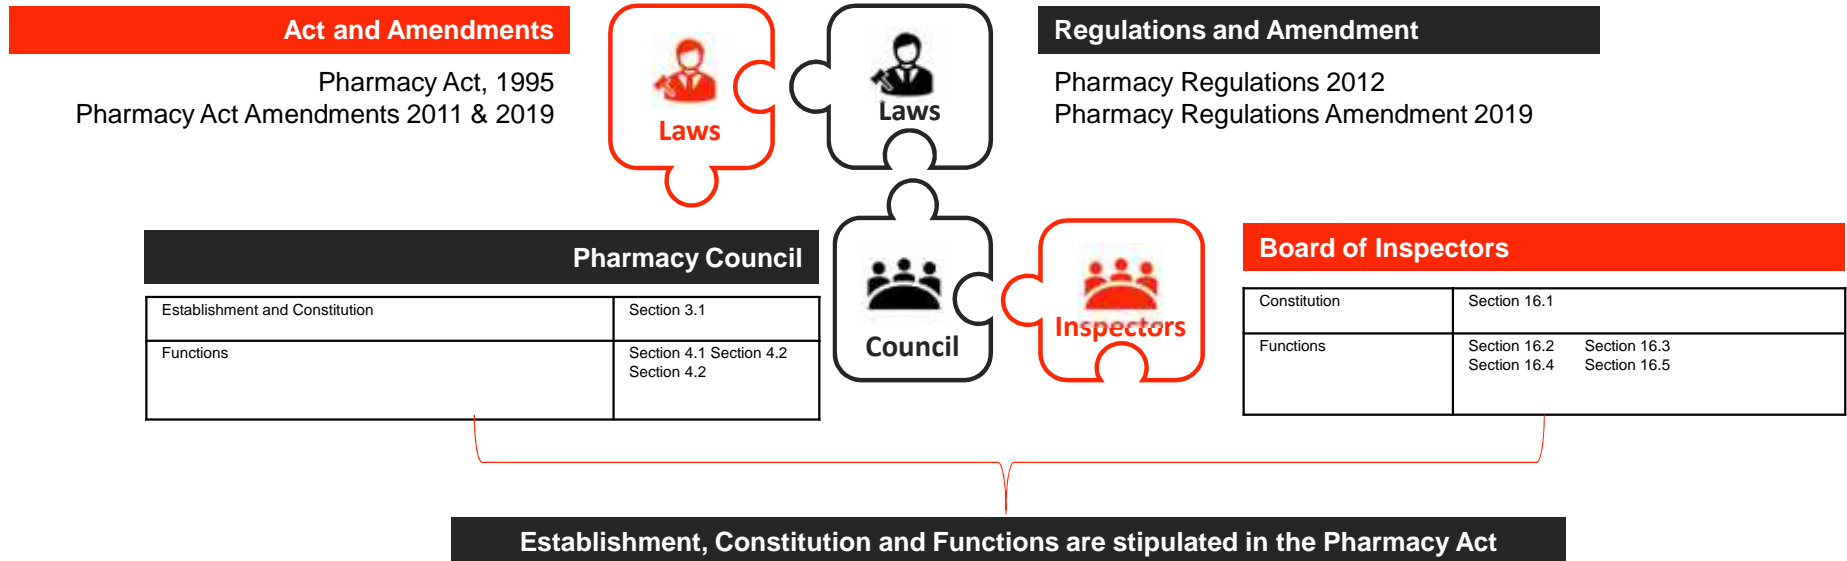 Act and Amendments
Pharmacy Act, 1995
Pharmacy Act Amendments 2011 & 2019
Laws
Laws
Regulations and Amendment
Pharmacy Regulations 2012
Pharmacy Regulations Amendment 2019
Pharmacy Council
Establishment and Constitution
Section 3.1
Functions
Section 4.1 Section 4.2
Section 4.2
Council
Inspectors
Board of Inspectors
Constitution
Section 16.1
Functions
Section 16.2 Section 16.3
Section 16.4 Section 16.5
Establishment, Constitution and Functions are stipulated in the Pharmacy Act